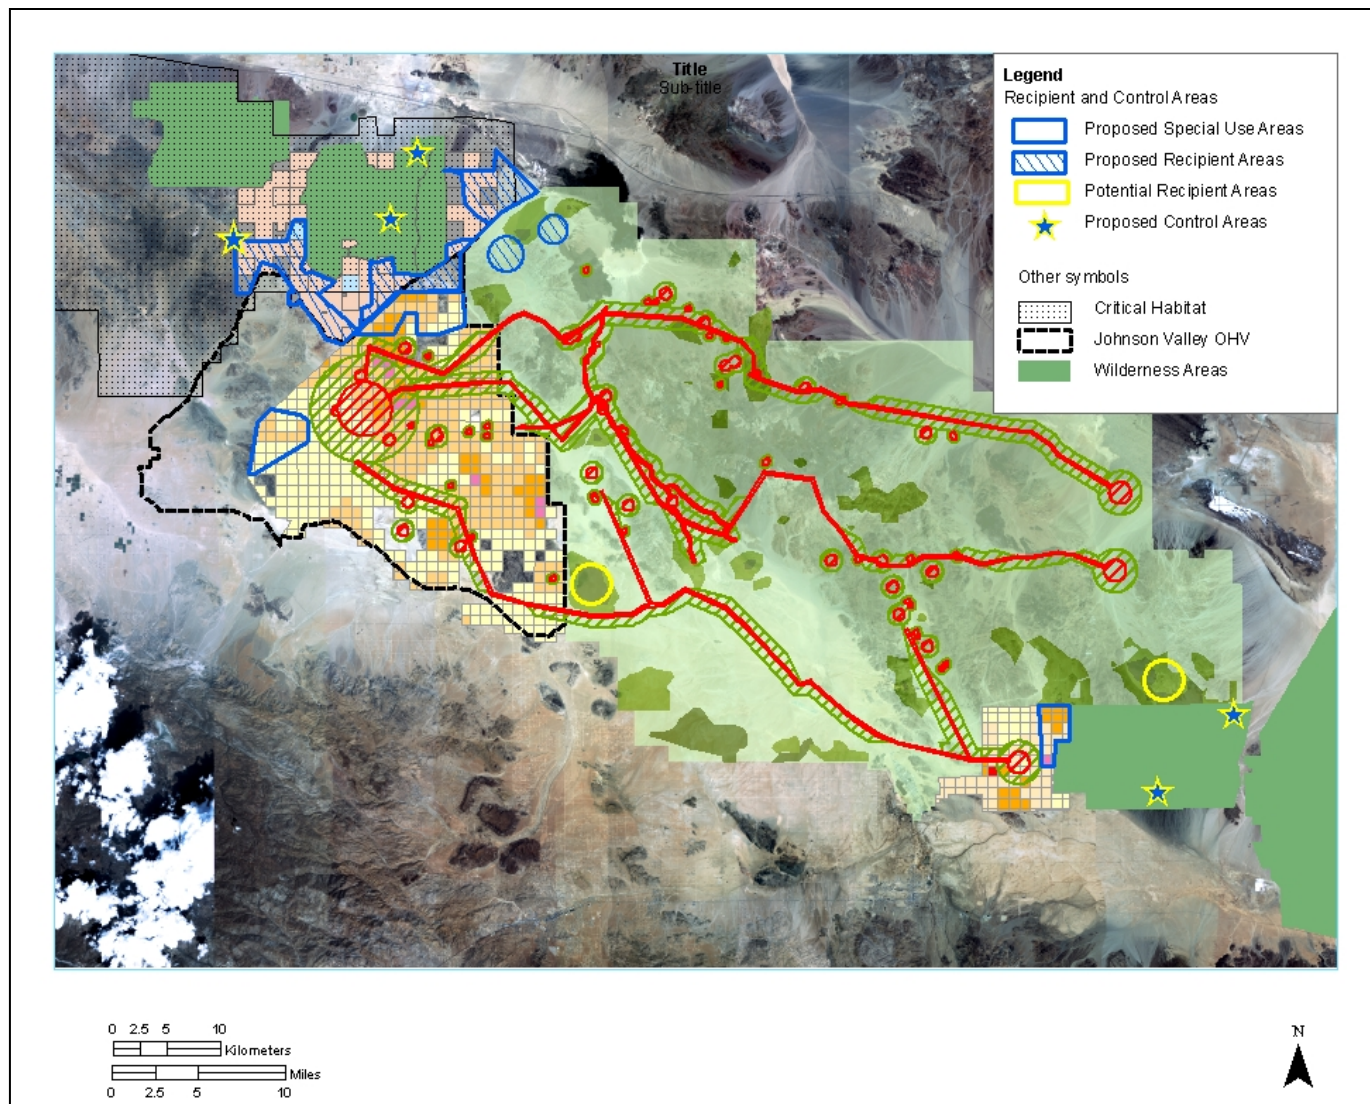 Title
Sub-title
Legend
Recipient and Control Areas
Proposed Special Use Areas
Proposed Recipient Areas
Potential Recipient Areas
Proposed Control Areas
Other symbols
Critical Habitat
Johnson Valley OHV
Wilderness Areas
0 2.5 5 10
Kilometers
Miles
0 2.5 5 10
N